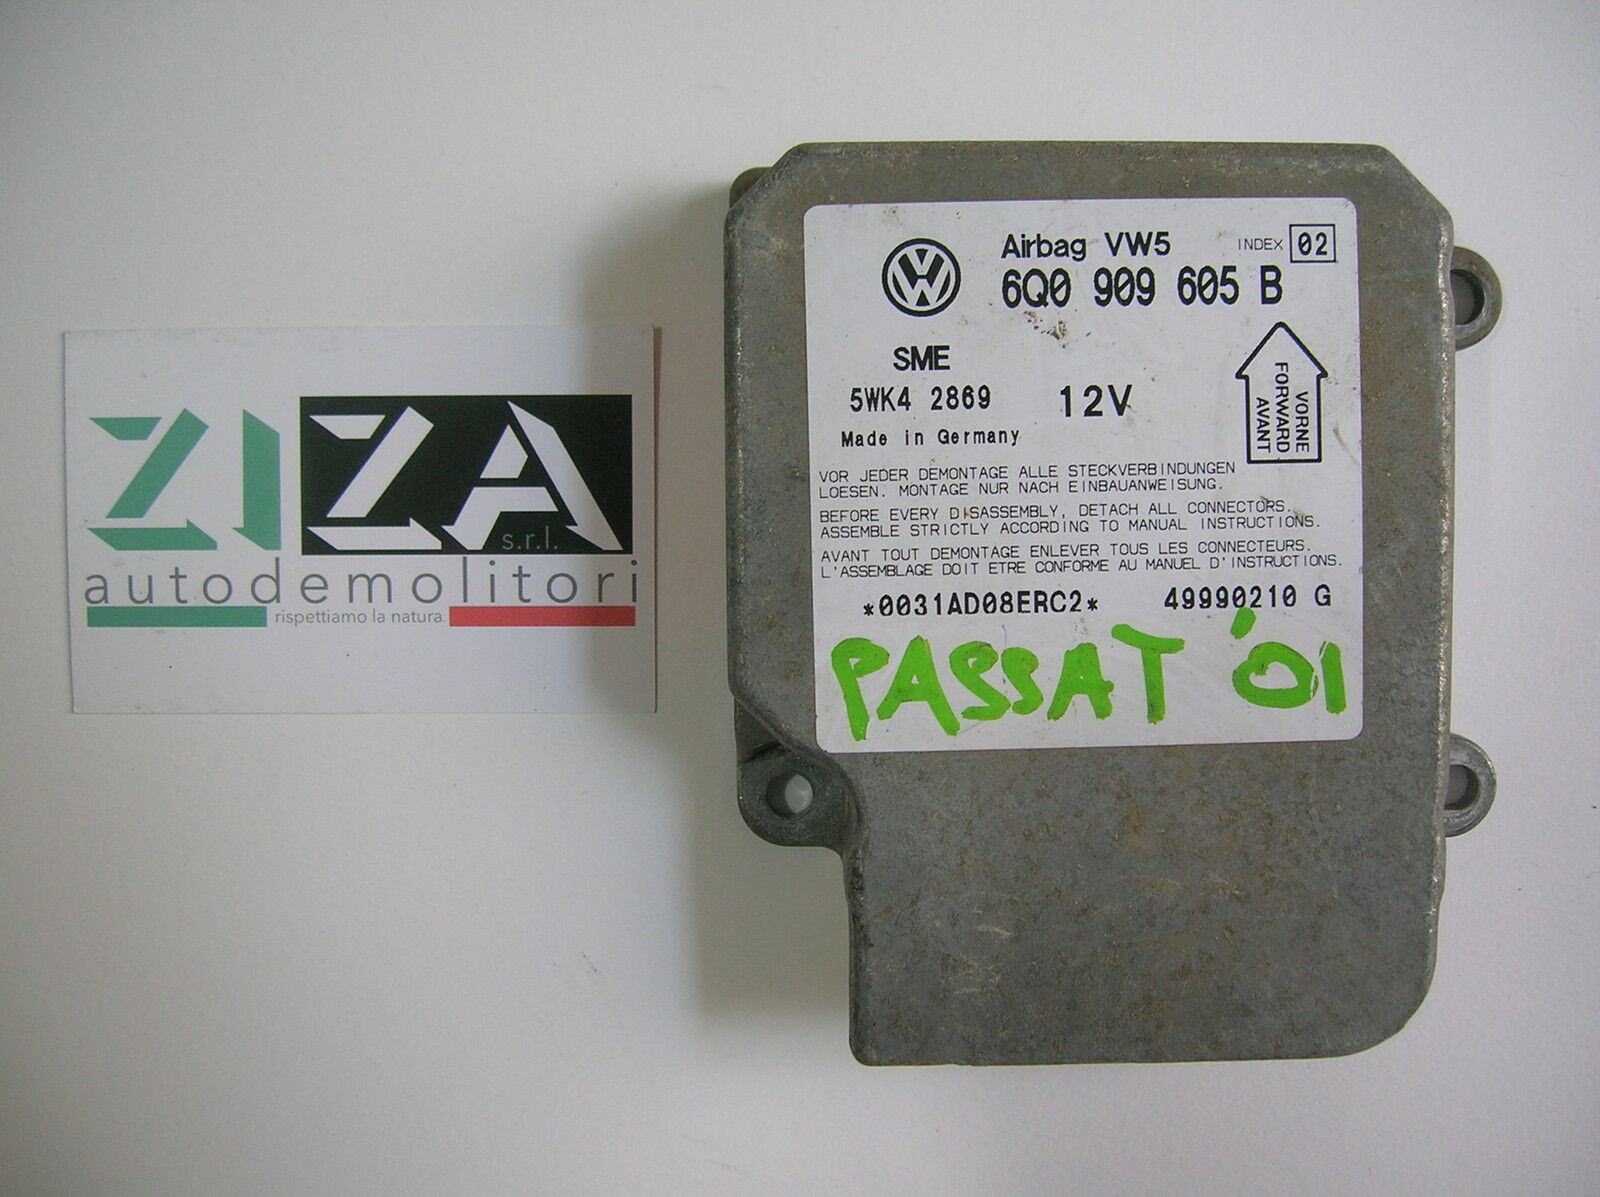 ZIZA
s.r.l.
autodemolitori
rispettiamo la natura.
Airbag VW5
INDEX 02
6Q0 909 605 B
SME
5WK4 2869
12V
Made in Germany
VORNE
FORWARD
AVANT
VOR JEDER DEMONTAGE ALLE STECKVERBINDUNGEN
LOESEN. MONTAGE NUR NACH EINBAUANWEISUNG.
BEFORE EVERY DISASSEMBLY, DETACH ALL CONNECTORS.
ASSEMBLE STRICTLY ACCORDING TO MANUAL INSTRUCTIONS.
AVANT TOUT DEMONTAGE ENLEVER TOUS LES CONNECTEURS.
L'ASSEMBLAGE DOIT ETRE CONFORME AU MANUEL D'INSTRUCTIONS.
*0031AD08ERC2* 49990210 G
PASSAT '01